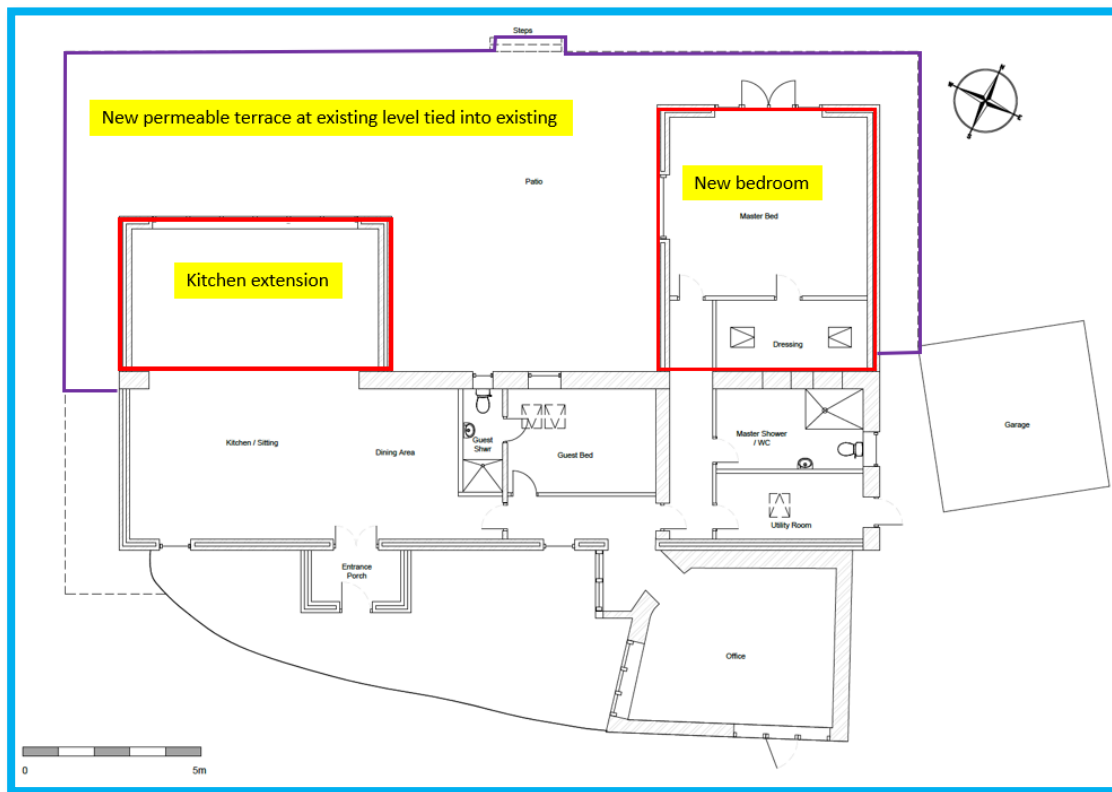 Steps
New permeable terrace at existing level tied into existing
Patio
New bedroom
Master Bed
Kitchen extension
Dressing
Garage
Kitchen / Sitting
Dining Area
Guest
Shwr
Guest Bed
Master Shower
/ WC
Utility Room
Entrance
Porch
Office
0
5m